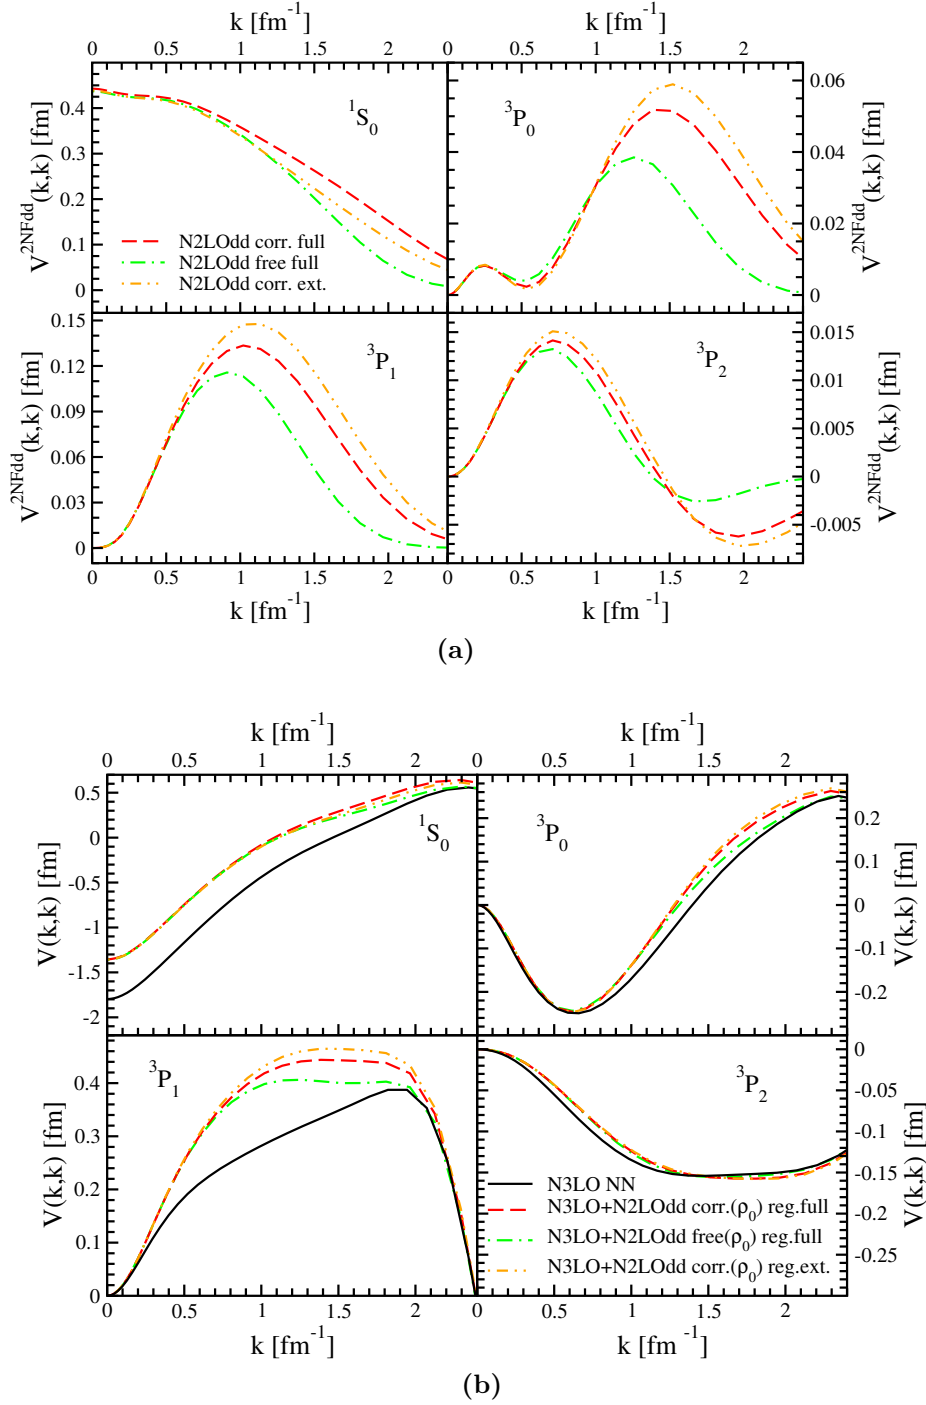 k [fm-1]
0 0.5 1 1.5 2
0 0.5 1 1.5 2
V2NFdd(k,k) [fm]
0.4
0.3
0.2
0.1
0
1S0
N2LOdd corr. full
N2LOdd free full
N2LOdd corr. ext.
3P0
0.06
0.04
0.02
0
V2NFdd(k,k) [fm]
V2NFdd(k,k) [fm]
0.15
0.12
0.09
0.06
0.03
0
3P1
3P2
0.015
0.01
0.005
0
-0.005
V2NFdd(k,k) [fm]
0 0.5 1 1.5 2
0 0.5 1 1.5 2
k [fm-1]
k [fm-1]
(a)
k [fm-1]
k [fm-1]
0 0.5 1 1.5 2
0 0.5 1 1.5 2
V(k,k) [fm]
0.5
0
-0.5
-1
-1.5
-2
1S0
3P0
0.2
0.1
0
-0.1
-0.2
V(k,k) [fm]
V(k,k) [fm]
0.4
0.3
0.2
0.1
0
3P1
3P2
N3LO NN
N3LO+N2LOdd corr.(ρ0) reg.full
N3LO+N2LOdd free(ρ0) reg.full
N3LO+N2LOdd corr.(ρ0) reg.ext.
0
-0.05
-0.1
-0.15
-0.2
-0.25
V(k,k) [fm]
0 0.5 1 1.5 2
0 0.5 1 1.5 2
k [fm-1]
k [fm-1]
(b)